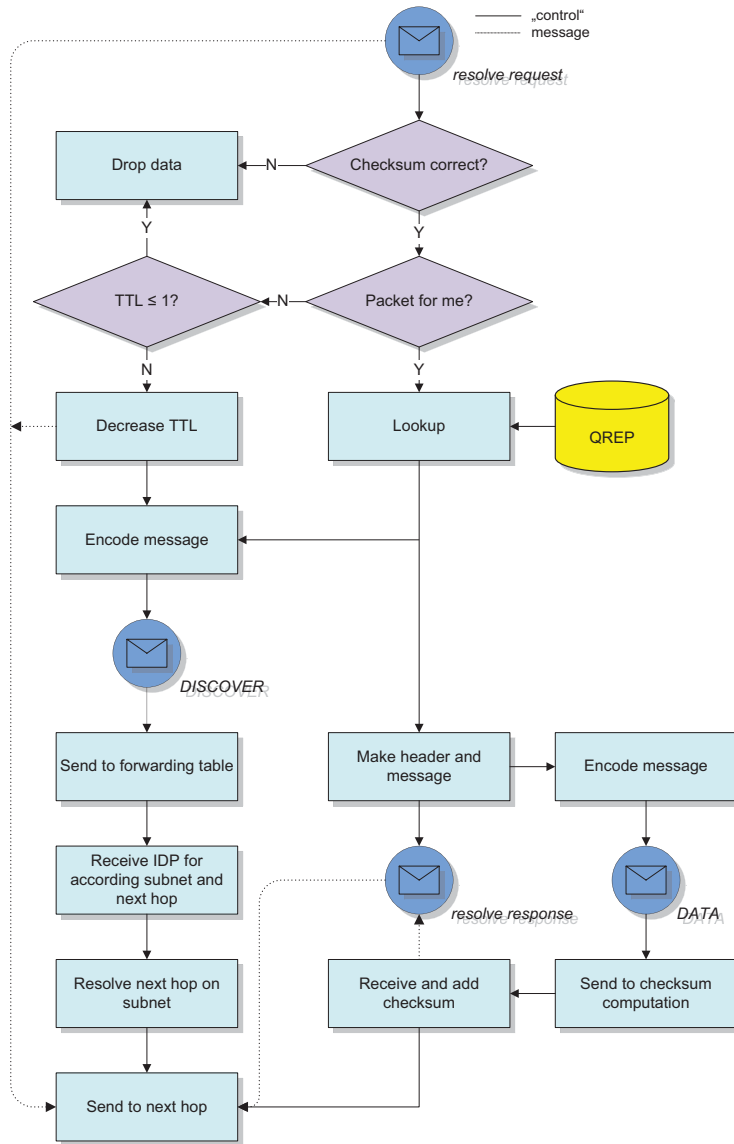 „control“
message
resolve request
Checksum correct?
N
Drop data
Y
Y
Packet for me?
N
TTL ≤ 1?
N
Y
Decrease TTL
Lookup
QREP
Encode message
DISCOVER
Send to forwarding table
Make header and
message
Encode message
Receive IDP for
according subnet and
next hop
resolve response
DATA
Resolve next hop on
subnet
Receive and add
checksum
Send to checksum
computation
Send to next hop